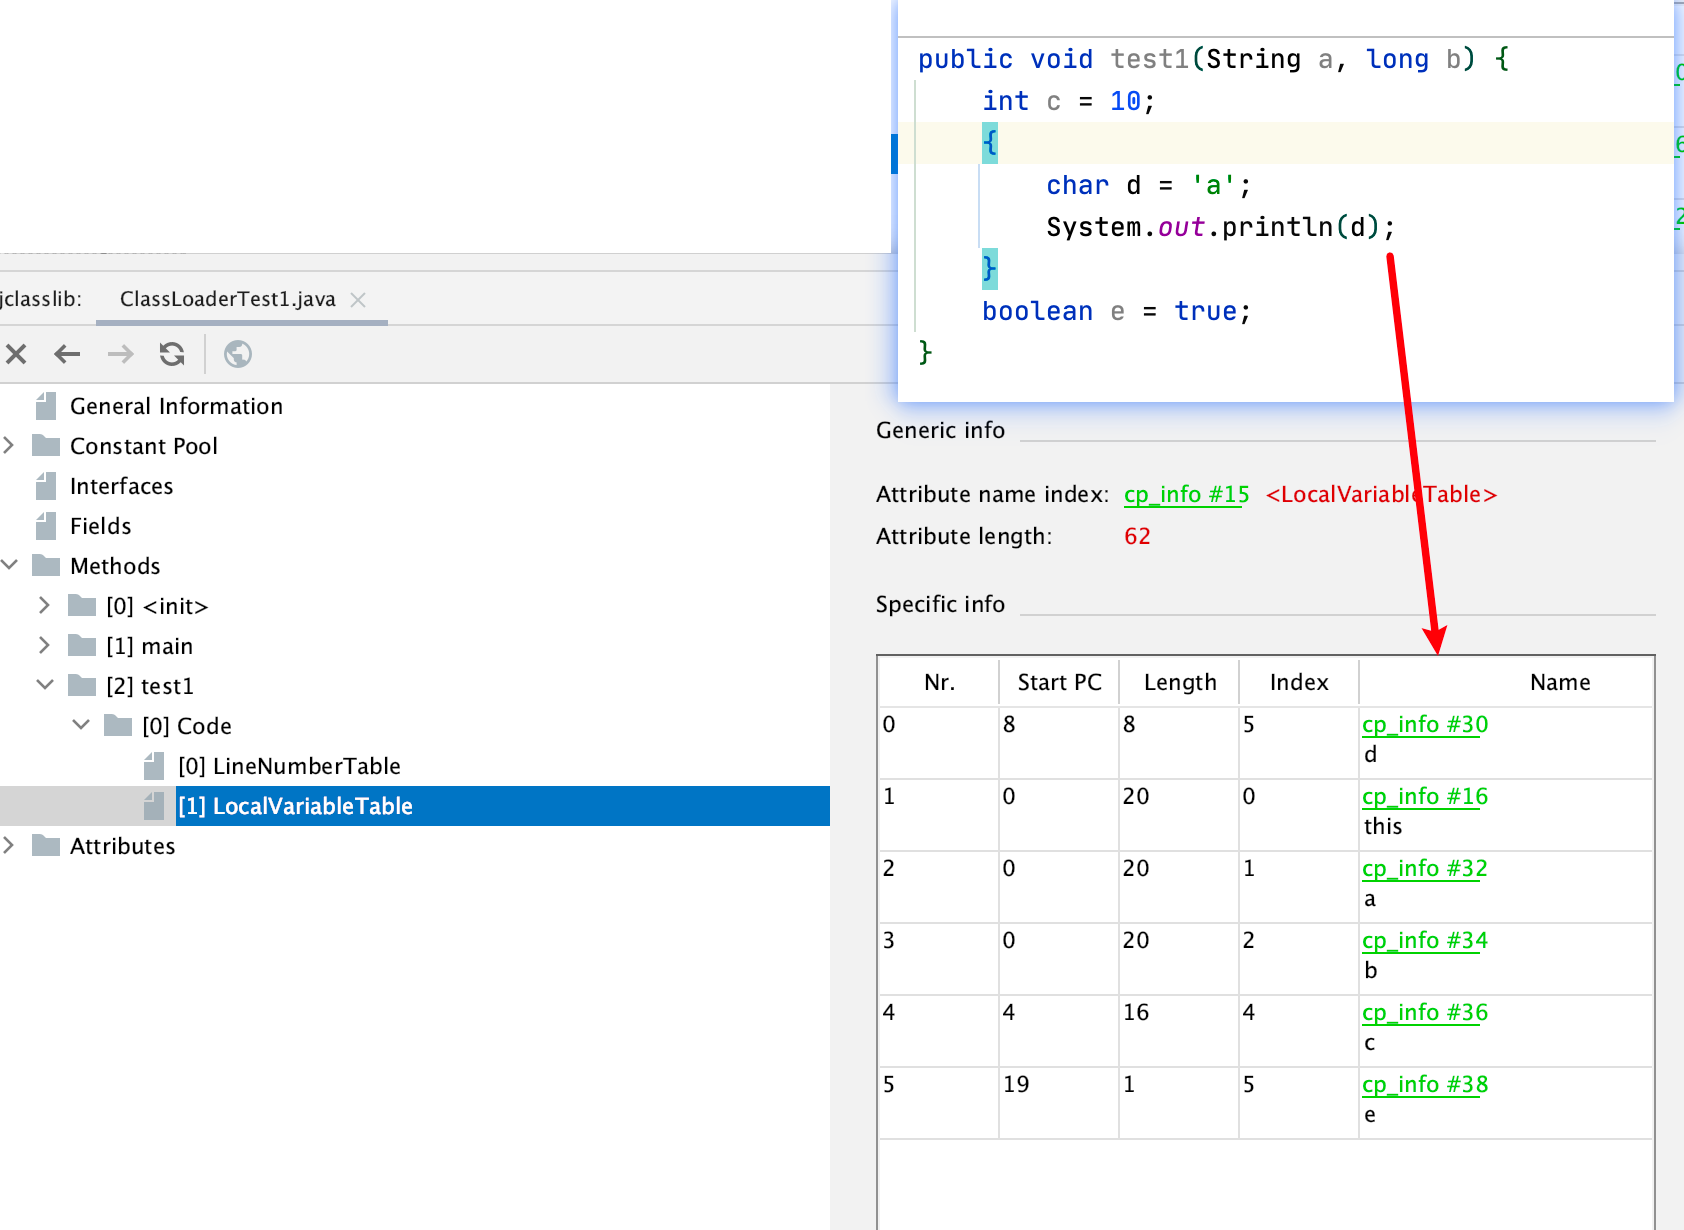 public void test1(String a, long b) {
int c = 10;
{
char d = 'a';
System.out.println(d);
}
boolean e = true;
}
jclasslib:
ClassLoaderTest1.java
General Information
Constant Pool
Interfaces
Fields
Methods
[0] <init>
[1] main
[2] test1
[0] Code
[0] LineNumberTable
[1] LocalVariableTable
Attributes
Generic info
Attribute name index: cp_info #15 <LocalVariableTable>
Attribute length: 62
Specific info
Nr. Start PC Length Index Name
0 8 8 5 cp_info #30
d
1 0 20 0 cp_info #16
this
2 0 20 1 cp_info #32
a
3 0 20 2 cp_info #34
b
4 4 16 4 cp_info #36
c
5 19 1 5 cp_info #38
e